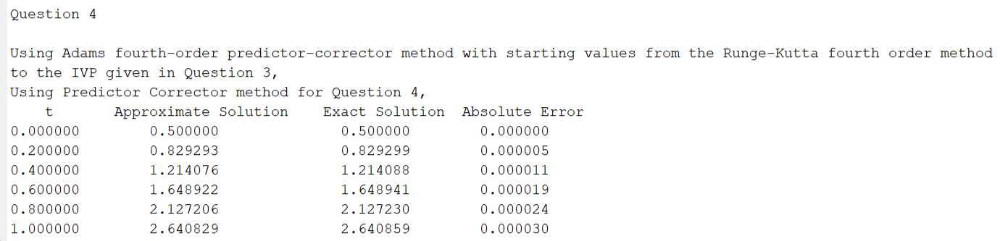 Question 4
Using Adams fourth-order predictor-corrector method with starting values from the Runge-Kutta fourth order method
to the IVP given in Question 3,
Using Predictor Corrector method for Question 4,
t Approximate Solution Exact Solution Absolute Error
0.000000 0.500000 0.500000 0.000000
0.200000 0.829293 0.829299 0.000005
0.400000 1.214076 1.214088 0.000011
0.600000 1.648922 1.648941 0.000019
0.800000 2.127206 2.127230 0.000024
1.000000 2.640829 2.640859 0.000030